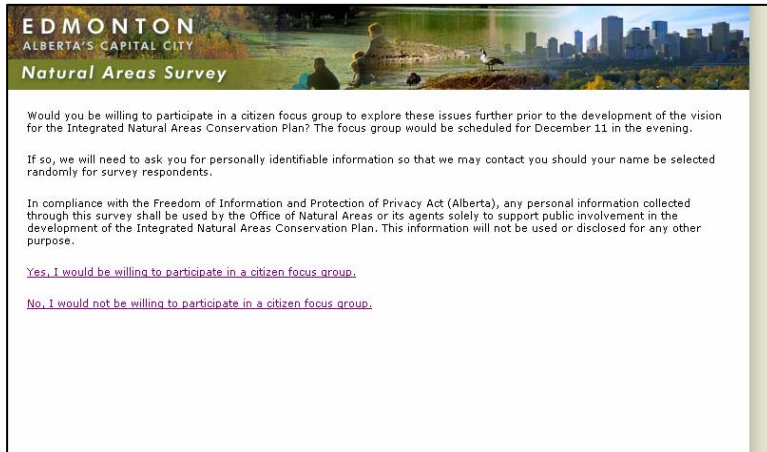 EDMONTON
ALBERTA'S CAPITAL CITY
Natural Areas Survey
Would you be willing to participate in a citizen focus group to explore these issues further prior to the development of the vision
for the Integrated Natural Areas Conservation Plan? The focus group would be scheduled for December 11 in the evening.
If so, we will need to ask you for personally identifiable information so that we may contact you should your name be selected
randomly for survey respondents.
In compliance with the Freedom of Information and Protection of Privacy Act (Alberta), any personal information collected
through this survey shall be used by the Office of Natural Areas or its agents solely to support public involvement in the
development of the Integrated Natural Areas Conservation Plan. This information will not be used or disclosed for any other
purpose.
Yes, I would be willing to participate in a citizen focus group.
No, I would not be willing to participate in a citizen focus group.